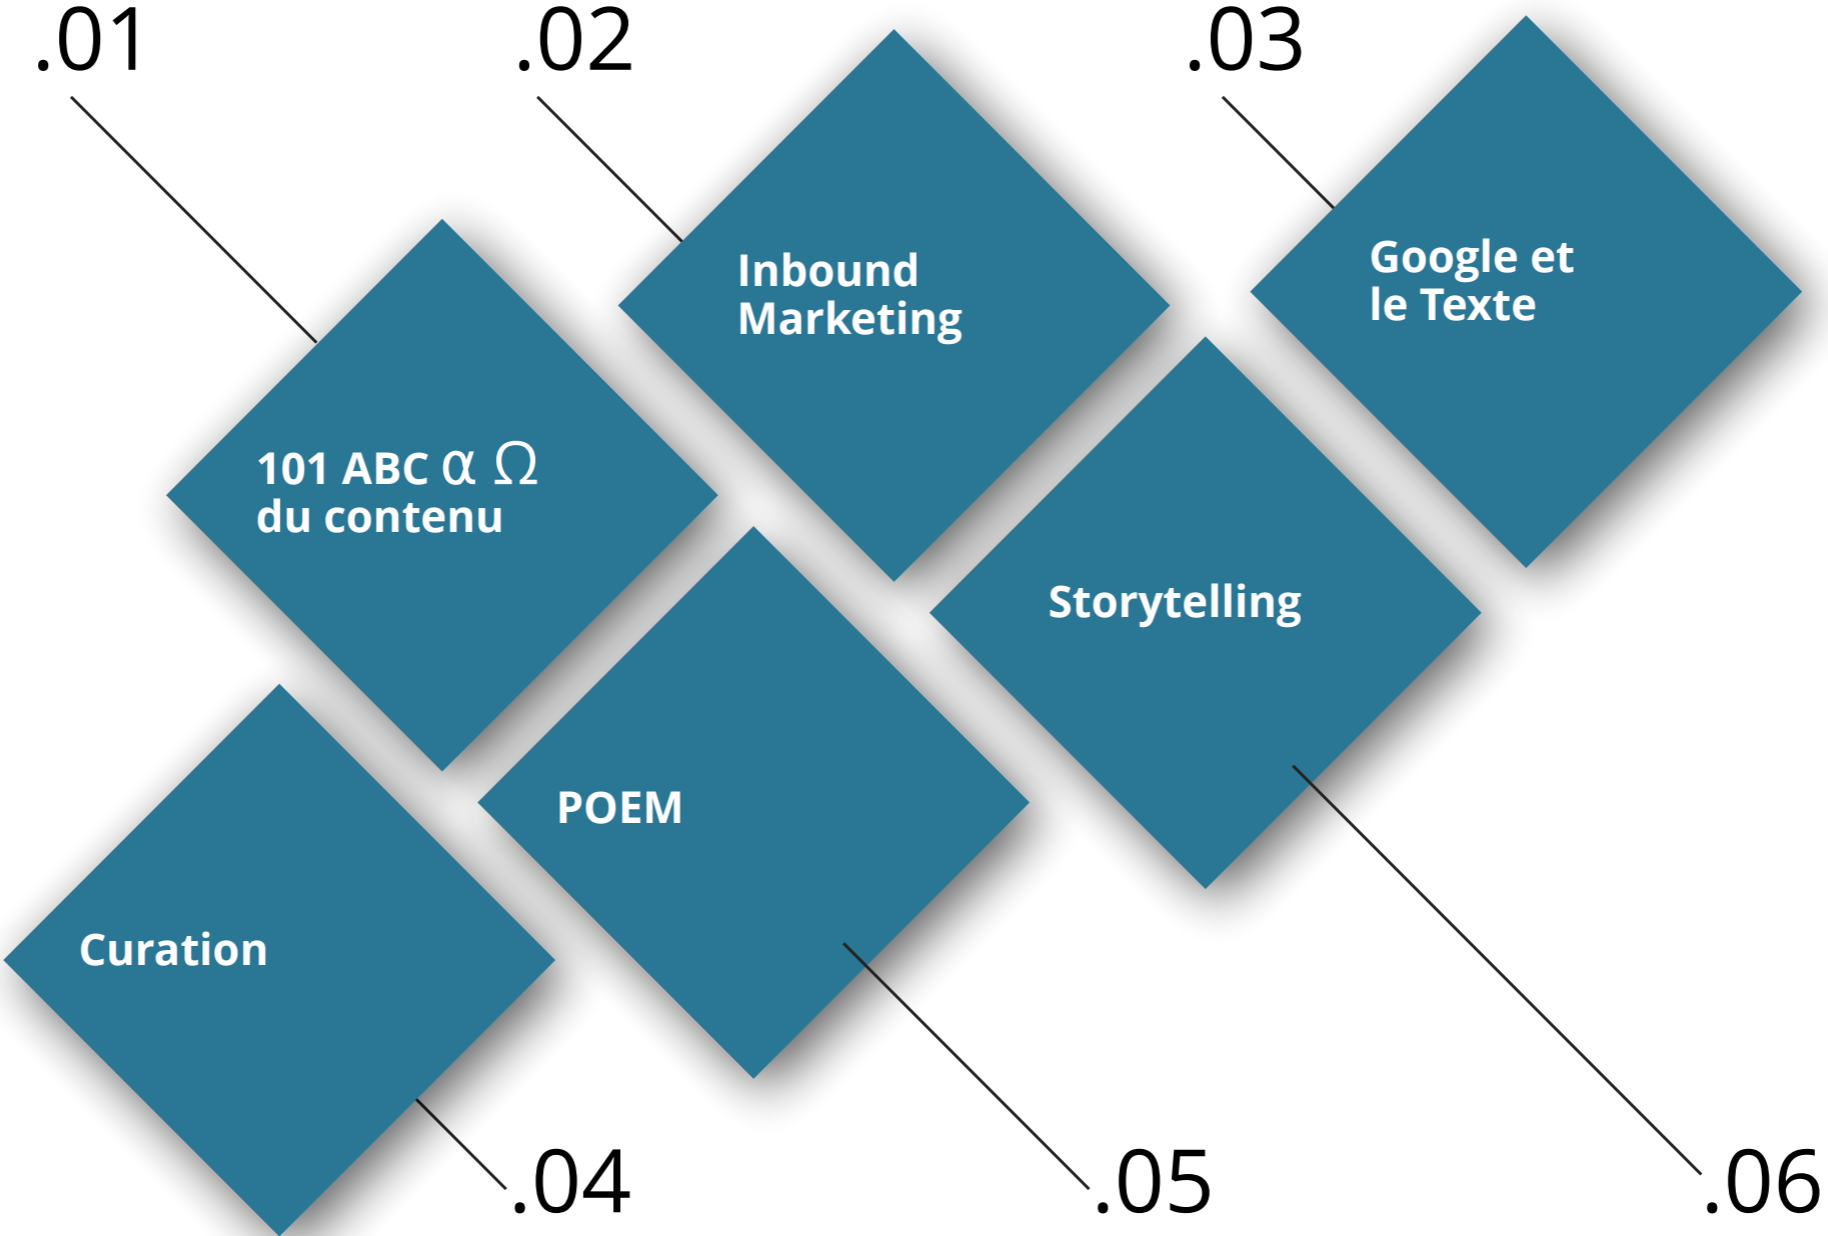 .01
.02
.03
Inbound
Marketing
Google et
le Texte
101 ABC α Ω
du contenu
Storytelling
POEM
Curation
.04
.05
.06